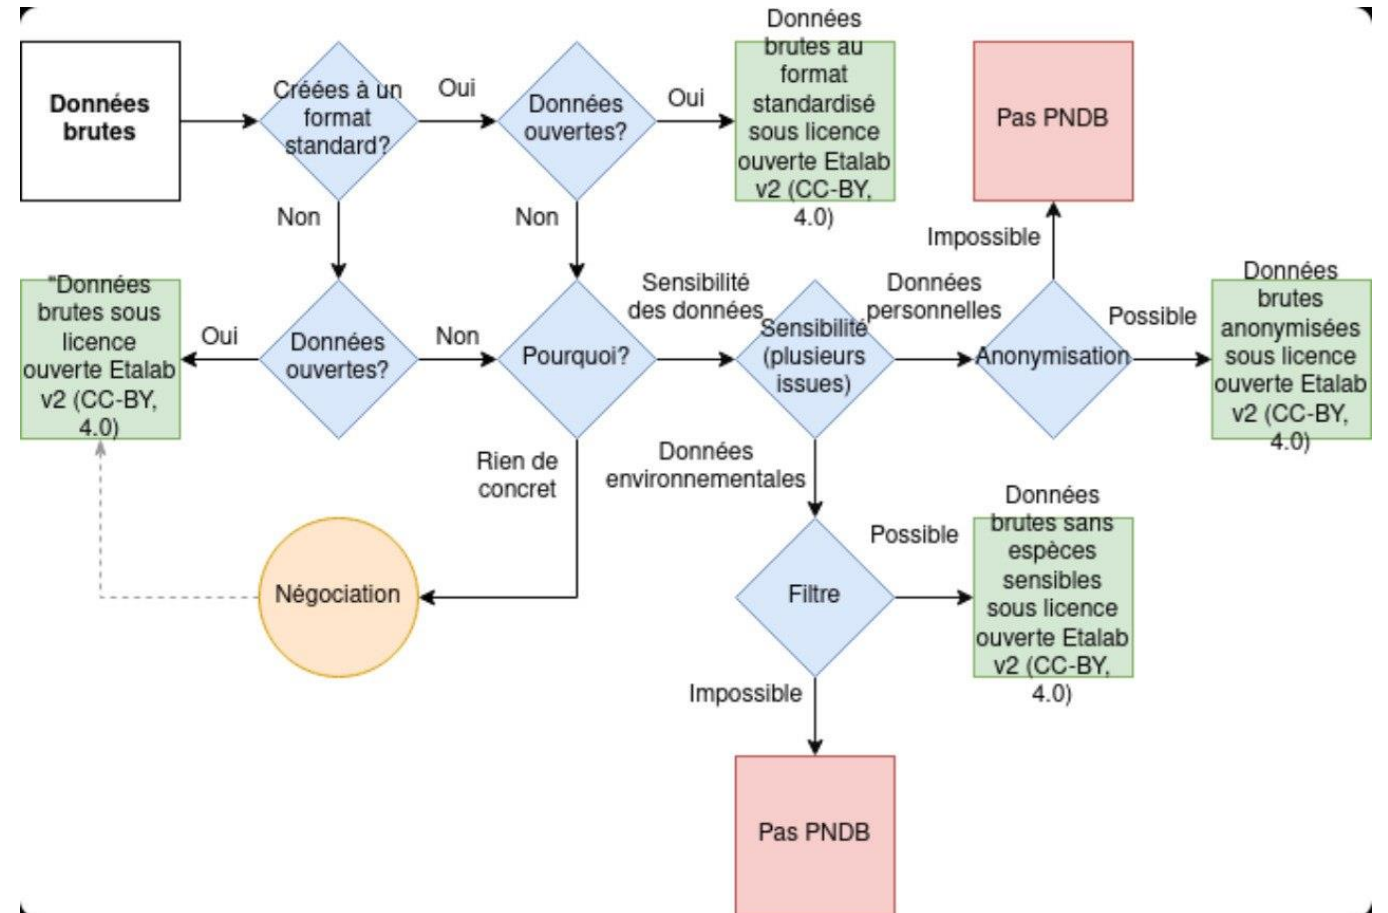 Données
brutes
Créées à un
format
standard?
Oui
Données
ouvertes?
Oui
Données
brutes au
format
standardisé
sous licence
ouverte Etalab
v2 (CC-BY,
4.0)
Pas PNDB
Non
Non
Impossible
"Données
brutes sous
licence
ouverte Etalab
v2 (CC-BY,
4.0)
Oui
Données
ouvertes?
Non
Pourquoi?
Sensibilité
des données
Sensibilité
(plusieurs
issues)
Données
personnelles
Anonymisation
Possible
Données
brutes
anonymisées
sous licence
ouverte Etalab
v2 (CC-BY,
4.0)
Rien de
concret
Données
environnementales
Négociation
Filtre
Possible
Données
brutes sans
espèces
sensibles
sous licence
ouverte Etalab
v2 (CC-BY,
4.0)
Impossible
Pas PNDB